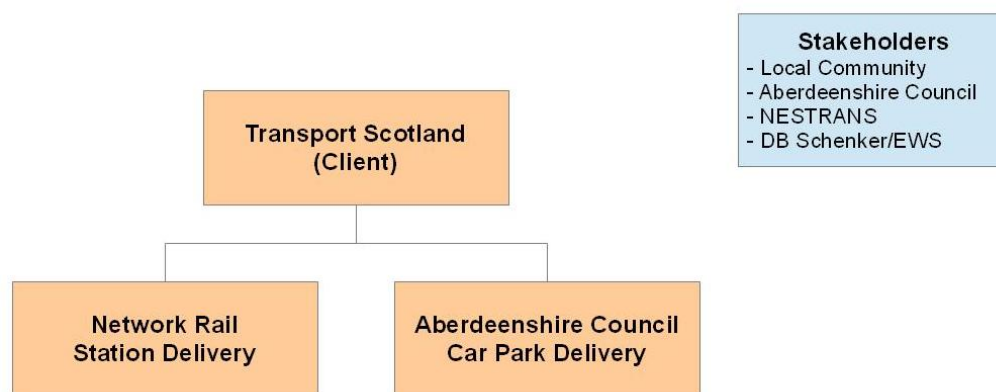 Stakeholders
- Local Community
- Aberdeenshire Council
- NESTRANS
- DB Schenker/EWS
Transport Scotland
(Client)
Network Rail
Station Delivery
Aberdeenshire Council
Car Park Delivery